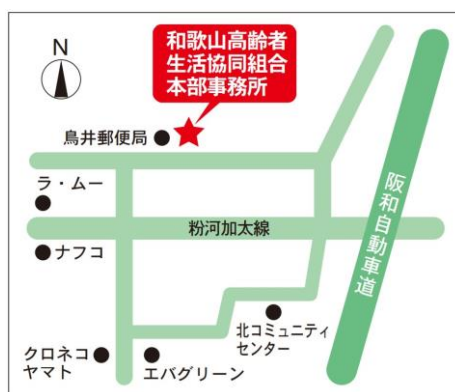 N
和歌山高齢者
生活協同組合
本部事務所
鳥井郵便局
ラ・ムー
粉河加太線
ナフコ
阪和自動車道
北コミュニティ
センター
クロネコ
ヤマト
エバグリーン